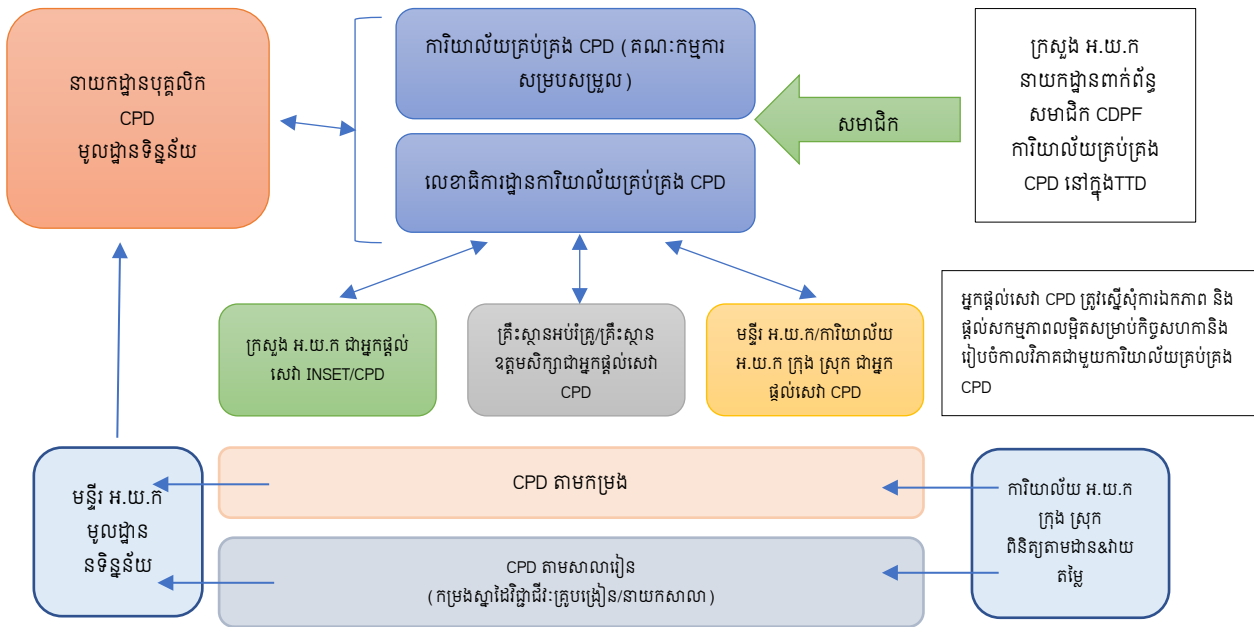 នាយកដ្ឋានបុគ្គលិក
CPD
មូលដ្ឋានទិន្នន័យ
ការិយាល័យគ្រប់គ្រង CPD (គណៈកម្មការ
សម្របសម្រួល)
លេខាធិការដ្ឋានការិយាល័យគ្រប់គ្រង CPD
សមាជិក
ក្រសួង អ.យ.ក
នាយកដ្ឋានពាក់ព័ន្ធ
សមាជិក CDPF
ការិយាល័យគ្រប់គ្រង
CPD នៅក្នុងTTD
ក្រសួង អ.យ.ក ជាអ្នកផ្តល់
សេវា INSET/CPD
គ្រឹះស្ថានអប់រំគ្រូ/គ្រឹះស្ថាន
ឧត្តមសិក្សាជាអ្នកផ្តល់សេវា
CPD
មន្ទីរ អ.យ.ក/ការិយាល័យ
អ.យ.ក ក្រុង ស្រុក ជាអ្នក
ផ្តល់សេវា CPD
អ្នកផ្តល់សេវា CPD ត្រូវស្នើសុំការឯកភាព និង
ផ្តល់សកម្មភាពលម្អិតសម្រាប់កិច្ចសហការនិង
រៀបចំកាលវិភាគជាមួយការិយាល័យគ្រប់គ្រង
CPD
មន្ទីរ អ.យ.ក
មូលដ្ឋាន
នទិន្នន័យ
CPD តាមកម្រង
CPD តាមសាលារៀន
(កម្រងស្នាដៃវិជ្ជាជីវៈគ្រូបង្រៀន/នាយកសាលា)
ការិយាល័យ អ.យ.ក
ក្រុង ស្រុក
ពិនិត្យតាមដាន&វាយ
តម្លៃ